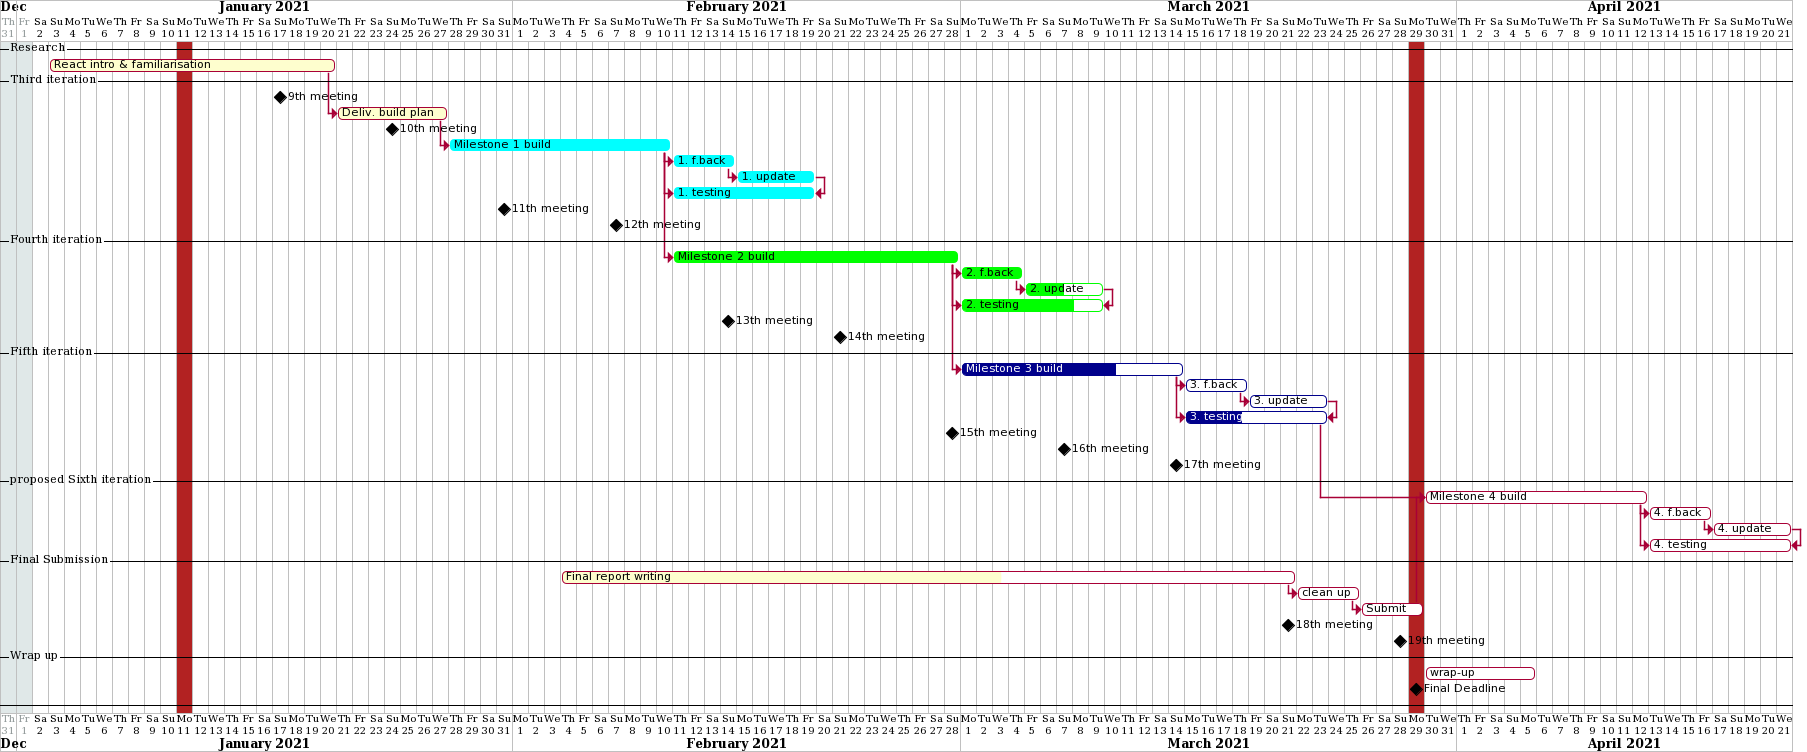 Dec January 2021 February 2021 March 2021 April 2021
Th Fr Sa Su Mo Tu We Th Fr Sa Su Mo Tu We Th Fr Sa Su Mo Tu We Th Fr Sa Su Mo Tu We Th Fr Sa Su Mo Tu We Th Fr Sa Su Mo Tu We Th Fr Sa Su Mo Tu We Th Fr Sa Su Mo Tu We Th Fr Sa Su Mo Tu We Th Fr Sa Su Mo Tu We Th Fr Sa Su Mo Tu We Th Fr Sa Su Mo Tu We Th Fr Sa Su Mo Tu We Th Fr Sa Su Mo Tu We Th Fr Sa Su Mo Tu We Th Fr Sa Su Mo Tu We
31 1 2 3 4 5 6 7 8 9 10 11 12 13 14 15 16 17 18 19 20 21 22 23 24 25 26 27 28 29 30 31 1 2 3 4 5 6 7 8 9 10 11 12 13 14 15 16 17 18 19 20 21 22 23 24 25 26 27 28 1 2 3 4 5 6 7 8 9 10 11 12 13 14 15 16 17 18 19 20 21 22 23 24 25 26 27 28 29 30 31 1 2 3 4 5 6 7 8 9 10 11 12 13 14 15 16 17 18 19 20 21
Research
React intro & familiarisation
Third iteration
9th meeting
Deliv. build plan
10th meeting
Milestone 1 build
1. f.back
1. update
1. testing
11th meeting
12th meeting
Fourth iteration
Milestone 2 build
2. f.back
2. update
2. testing
13th meeting
14th meeting
Fifth iteration
Milestone 3 build
3. f.back
3. update
3. testing
15th meeting
16th meeting
17th meeting
proposed Sixth iteration
Milestone 4 build
4. f.back
4. update
4. testing
Final Submission
Final report writing
clean up
Submit
18th meeting
19th meeting
Wrap up
wrap-up
Final Deadline
Th Fr Sa Su Mo Tu We Th Fr Sa Su Mo Tu We Th Fr Sa Su Mo Tu We Th Fr Sa Su Mo Tu We Th Fr Sa Su Mo Tu We Th Fr Sa Su Mo Tu We Th Fr Sa Su Mo Tu We Th Fr Sa Su Mo Tu We Th Fr Sa Su Mo Tu We Th Fr Sa Su Mo Tu We Th Fr Sa Su Mo Tu We Th Fr Sa Su Mo Tu We Th Fr Sa Su Mo Tu We Th Fr Sa Su Mo Tu We Th Fr Sa Su Mo Tu We Th Fr Sa Su Mo Tu We
31 1 2 3 4 5 6 7 8 9 10 11 12 13 14 15 16 17 18 19 20 21 22 23 24 25 26 27 28 29 30 31 1 2 3 4 5 6 7 8 9 10 11 12 13 14 15 16 17 18 19 20 21 22 23 24 25 26 27 28 1 2 3 4 5 6 7 8 9 10 11 12 13 14 15 16 17 18 19 20 21 22 23 24 25 26 27 28 29 30 31 1 2 3 4 5 6 7 8 9 10 11 12 13 14 15 16 17 18 19 20 21
Dec January 2021 February 2021 March 2021 April 2021